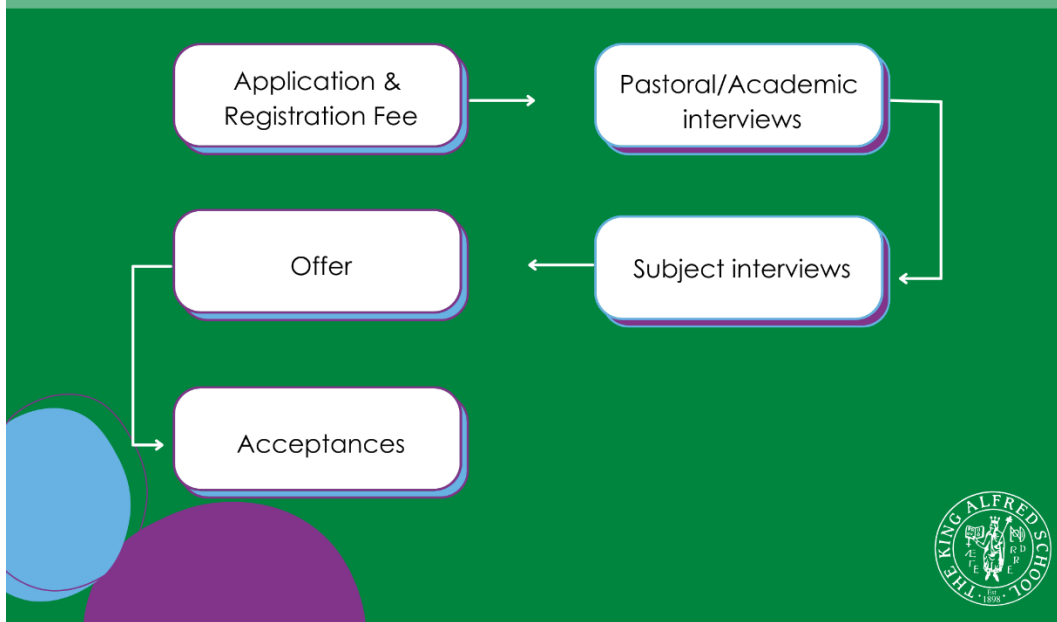 Application &
Registration Fee
Pastoral/Academic
interviews
Subject interviews
Offer
Acceptances
THE KING ALFRED SCHOOL
Est
1898